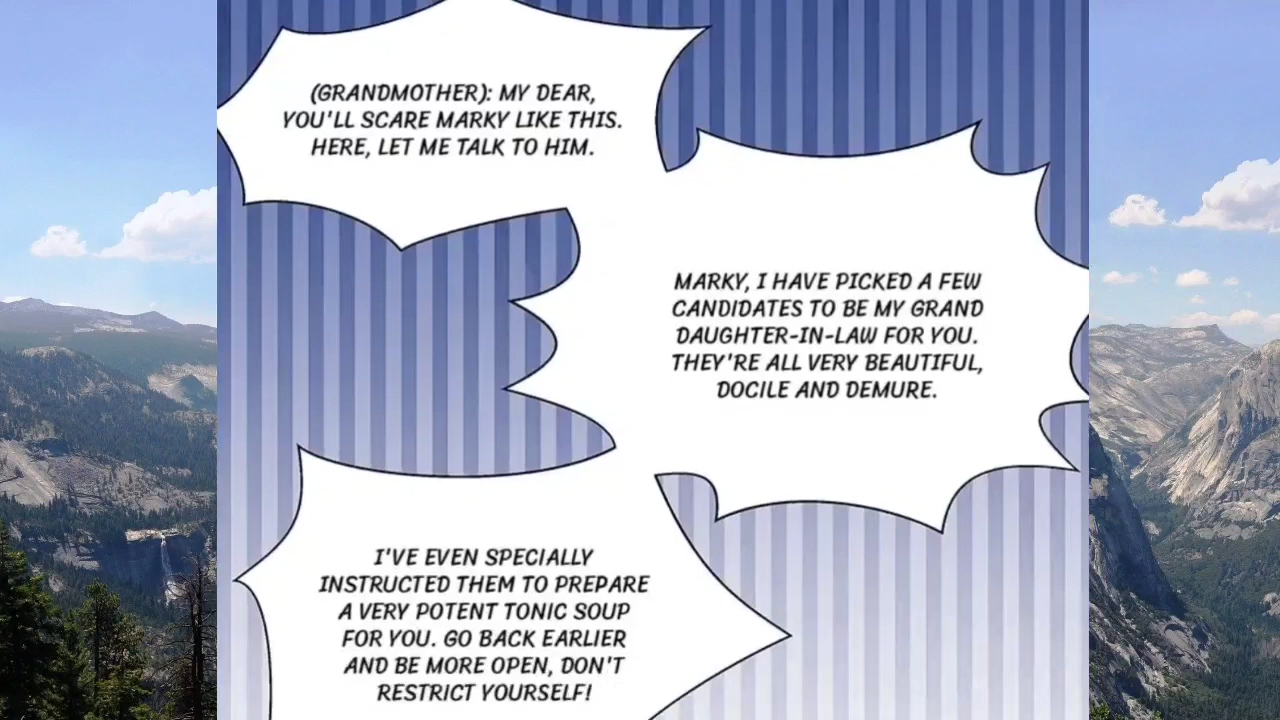 (GRANDMOTHER): MY DEAR,
YOU'LL SCARE MARKY LIKE THIS.
HERE, LET ME TALK TO HIM.
MARKY, I HAVE PICKED A FEW
CANDIDATES TO BE MY GRAND
DAUGHTER-IN-LAW FOR YOU.
THEY'RE ALL VERY BEAUTIFUL,
DOCILE AND DEMURE.
I'VE EVEN SPECIALLY
INSTRUCTED THEM TO PREPARE
A VERY POTENT TONIC SOUP
FOR YOU. GO BACK EARLIER
AND BE MORE OPEN, DON'T
RESTRICT YOURSELF!